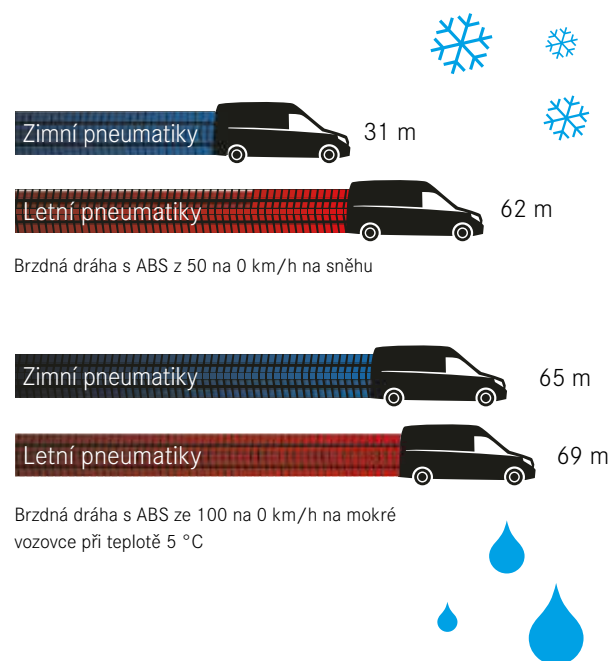 Zimní pneumatiky
31 m
Letní pneumatiky
62 m
Brzdná dráha s ABS z 50 na 0 km/h na sněhu
Zimní pneumatiky
65 m
Letní pneumatiky
69 m
Brzdná dráha s ABS ze 100 na 0 km/h na mokré
vozovce při teplotě 5 °C